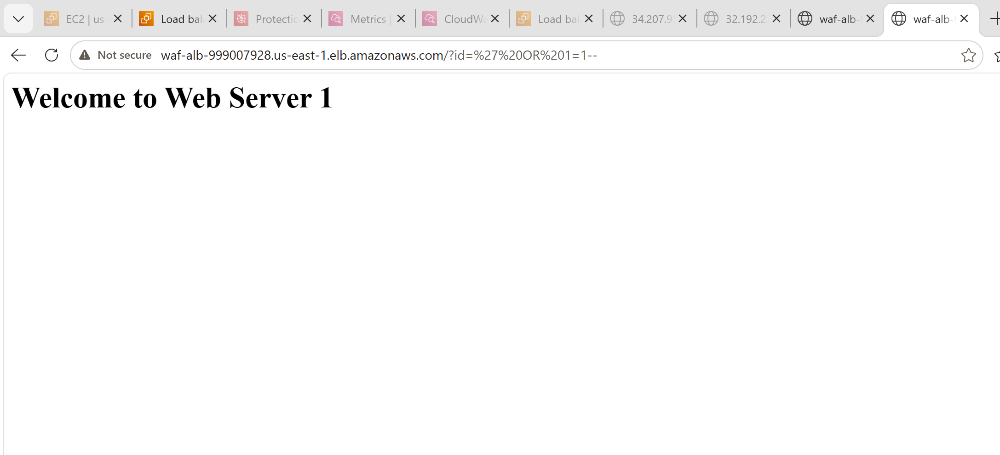 EC2 | us-
Load bal
Protectio
Metrics |
CloudWa
Load bal
34.207.9
32.192.2
waf-alb-
waf-alb-
Not secure waf-alb-999007928.us-east-1.elb.amazonaws.com/?id=%27%20OR%201=1--
Welcome to Web Server 1